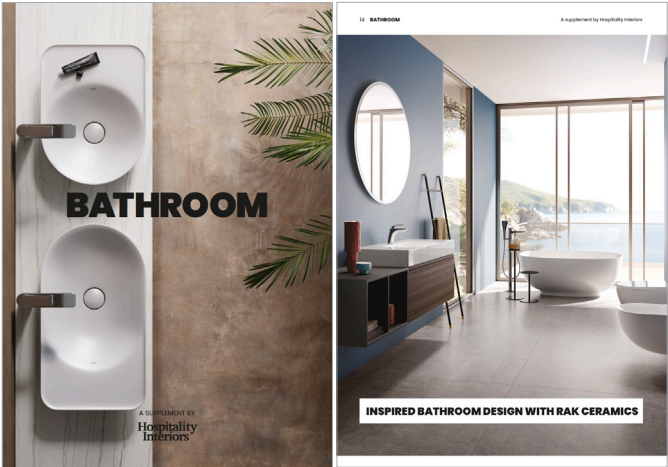 BATHROOM
A SUPPLEMENT BY
Hospitality
Interiors
14 BATHROOM
A supplement by Hospitality Interiors
INSPIRED BATHROOM DESIGN WITH RAK CERAMICS